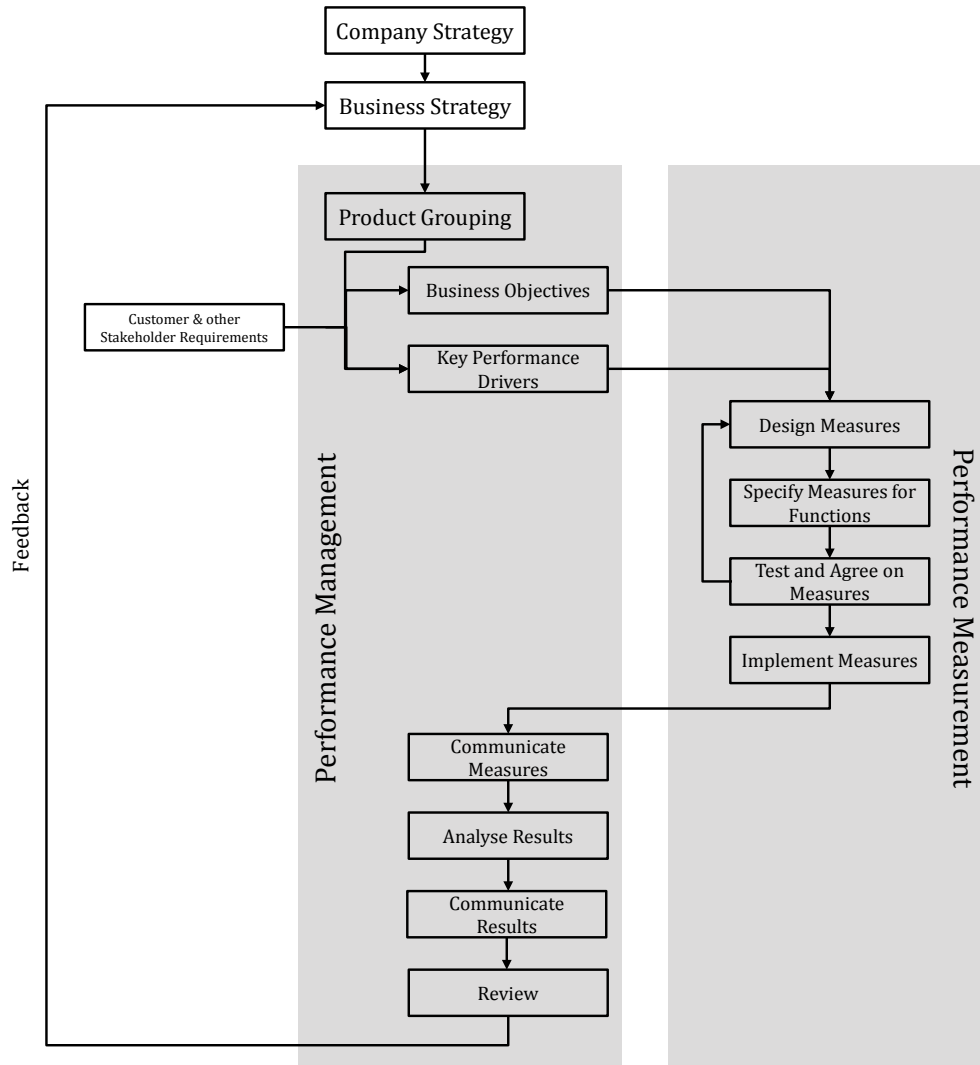 Company Strategy
Business Strategy
Product Grouping
Business Objectives
Customer & other
Stakeholder Requirements
Key Performance
Drivers
Design Measures
Specify Measures for
Functions
Test and Agree on
Measures
Implement Measures
Communicate
Measures
Analyse Results
Communicate
Results
Review
Feedback
Performance Management
Performance Measurement